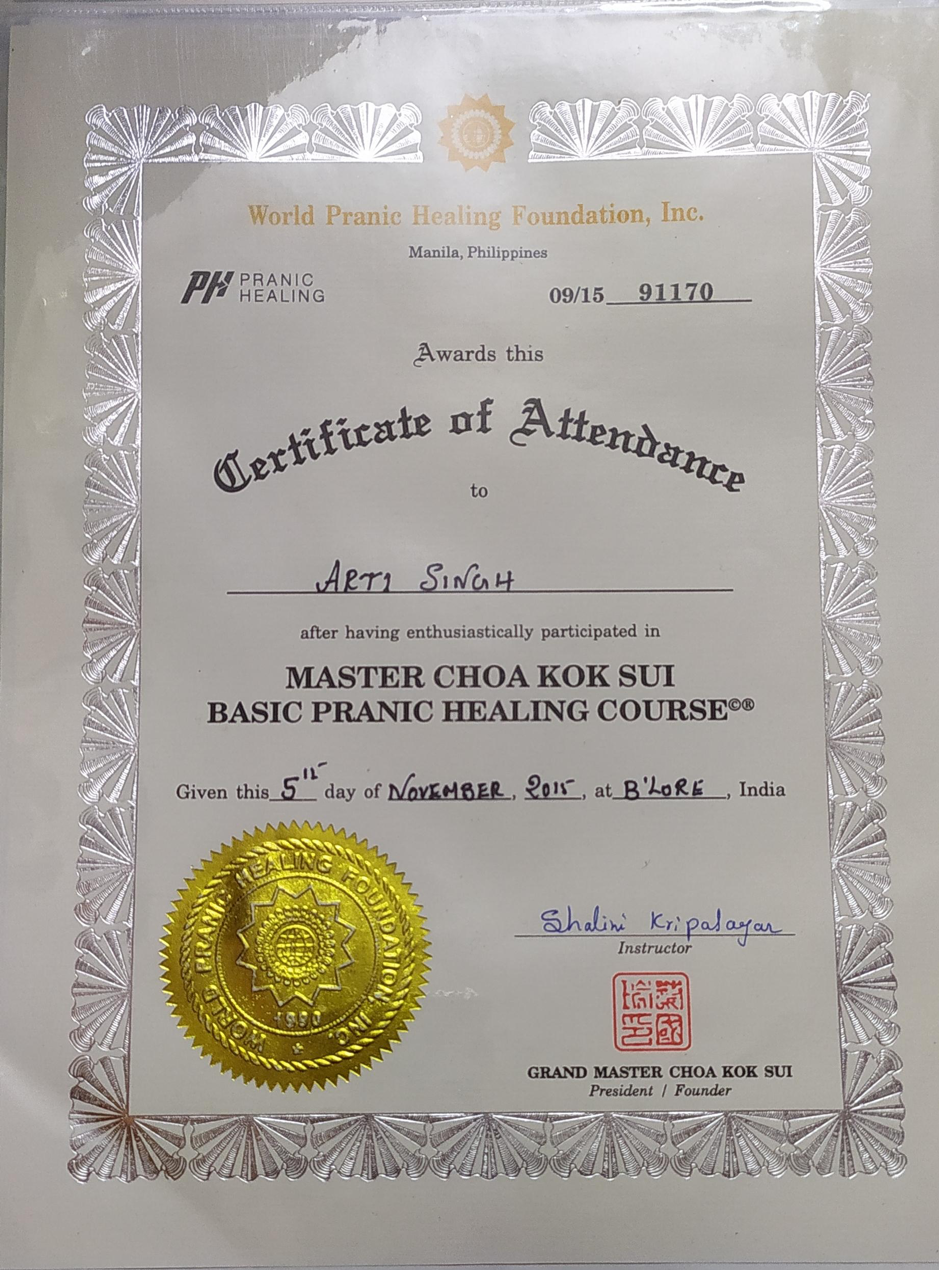 World Pranic Healing Foundation, Inc.
Manila, Philippines
PH PRANIC HEALING
09/15 91170
Awards this
Certificate of Attendance
to
ARTI SINGH
after having enthusiastically participated in
MASTER CHOA KOK SUI
BASIC PRANIC HEALING COURSE©®
Given this 5th day of NOVEMBER, 2015, at B'LORE, India
WORLD PRANIC HEALING FOUNDATION, INC.
1990
Shalini Kripalayar
Instructor
GRAND MASTER CHOA KOK SUI
President / Founder